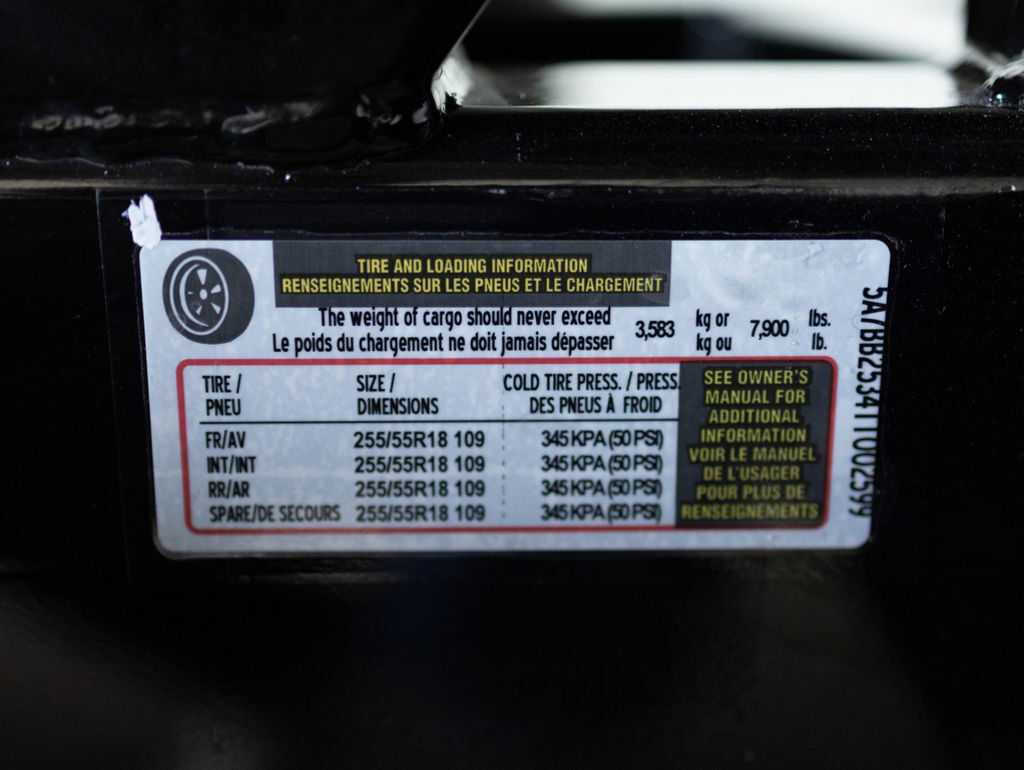 TIRE AND LOADING INFORMATION
RENSEIGNEMENTS SUR LES PNEUS ET LE CHARGEMENT
The weight of cargo should never exceed 3,583 kg or 7,900 lbs.
Le poids du chargement ne doit jamais dépasser kg ou lb.
TIRE / SIZE / COLD TIRE PRESS. / PRESS.
PNEU DIMENSIONS DES PNEUS À FROID
FR/AV 255/55R18 109 345 KPA (50 PSI)
INT/INT 255/55R18 109 345 KPA (50 PSI)
RR/AR 255/55R18 109 345 KPA (50 PSI)
SPARE/DE SECOURS 255/55R18 109 345 KPA (50 PSI)
SEE OWNER'S
MANUAL FOR
ADDITIONAL
INFORMATION
VOIR LE MANUEL
DE L'USAGER
POUR PLUS DE
RENSEIGNEMENTS